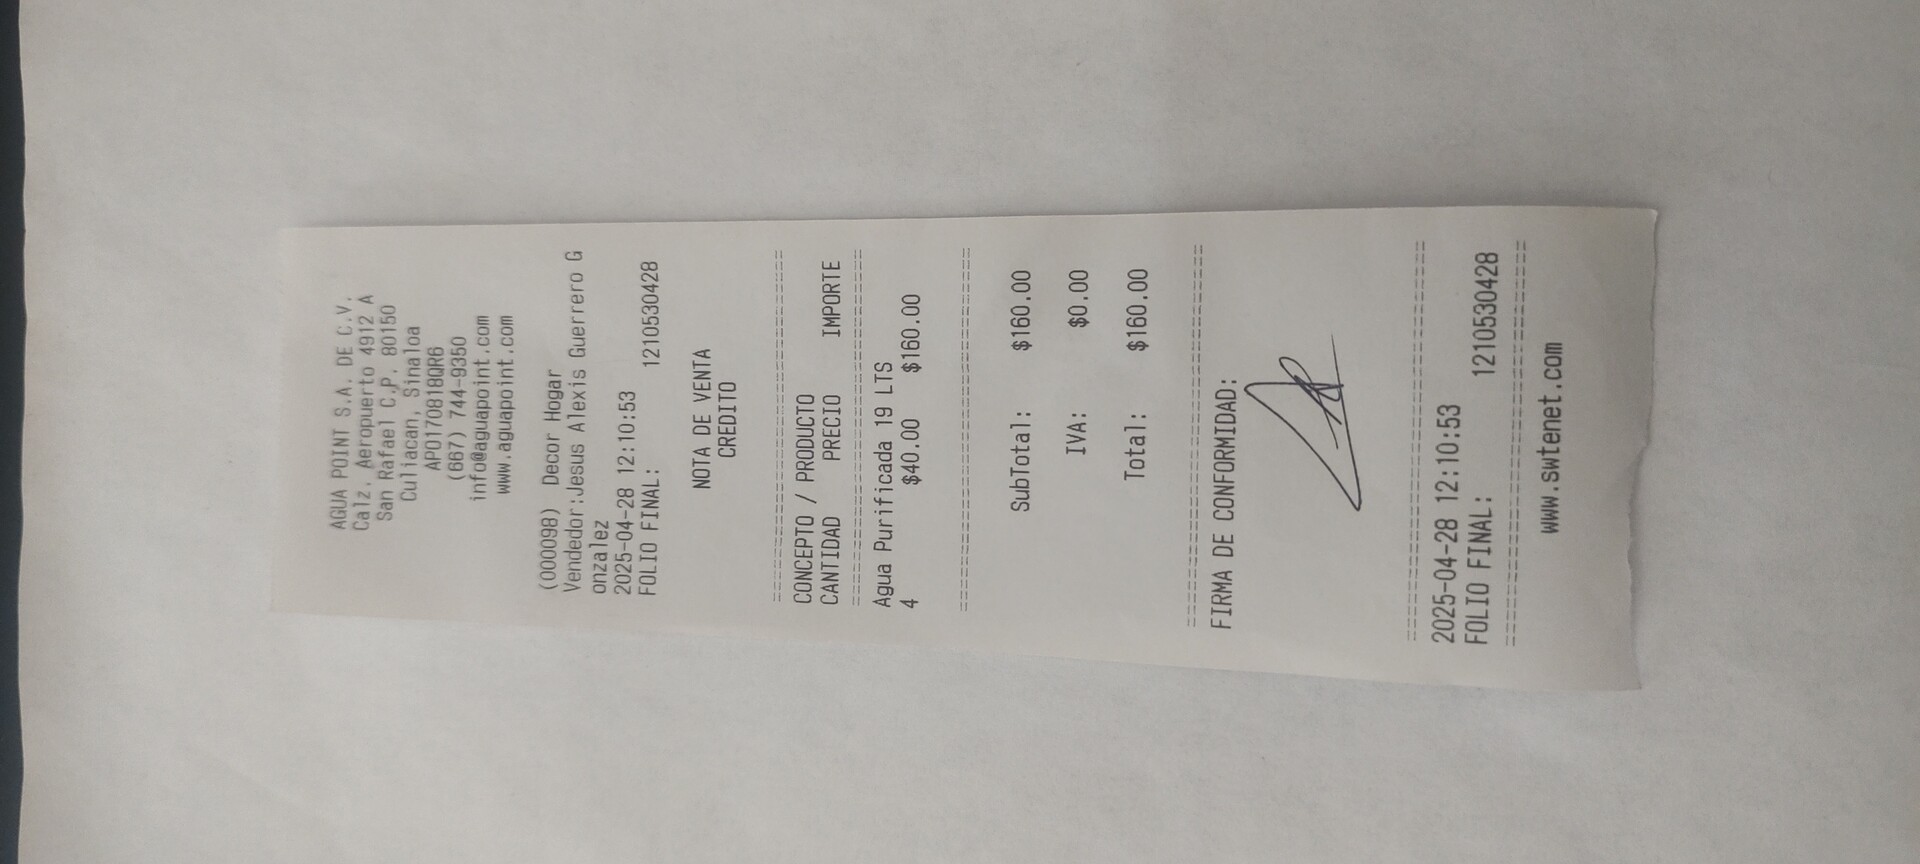 AGUA POINT S.A. DE C.V.
Calz. Aeropuerto 4912 A
San Rafael C.P. 80150
Culiacan, Sinaloa
APO170818QR6
(667) 744-9350
info@aguapoint.com
www.aguapoint.com
(000098) Decor Hogar
Vendedor:Jesus Alexis Guerrero G
onzalez
2025-04-28 12:10:53
FOLIO FINAL: 1210530428
NOTA DE VENTA
CREDITO
================================
CONCEPTO / PRODUCTO
CANTIDAD PRECIO IMPORTE
================================
Agua Purificada 19 LTS
4 $40.00 $160.00
================================
SubTotal: $160.00
IVA: $0.00
Total: $160.00
================================
FIRMA DE CONFORMIDAD:
================================
2025-04-28 12:10:53
FOLIO FINAL: 1210530428
================================
www.swtenet.com